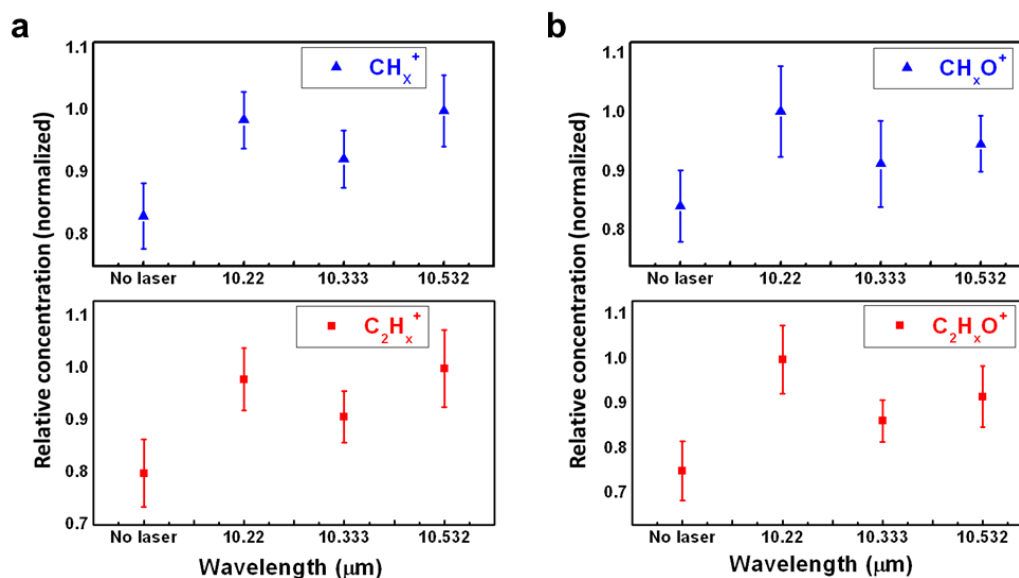 a
Relative concentration (normalized)
1.1
1.0
0.9
0.8
CHₓ⁺
No laser 10.22 10.333 10.532
1.1
1.0
0.9
0.8
0.7
C₂Hₓ⁺
No laser 10.22 10.333 10.532
Wavelength (μm)
b
Relative concentration (normalized)
1.1
1.0
0.9
0.8
CHₓO⁺
No laser 10.22 10.333 10.532
1.1
1.0
0.9
0.8
0.7
C₂HₓO⁺
No laser 10.22 10.333 10.532
Wavelength (μm)